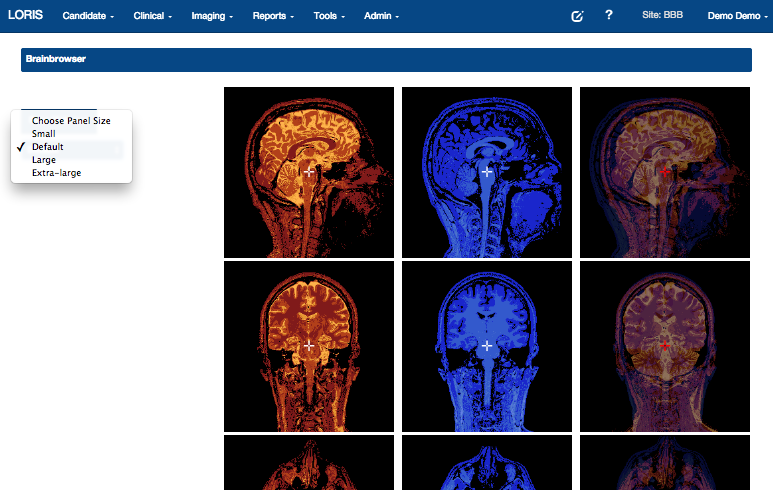 LORIS Candidate Clinical Imaging Reports Tools Admin ? Site: BBB Demo Demo
Brainbrowser
Choose Panel Size
Small
✓ Default
Large
Extra-large